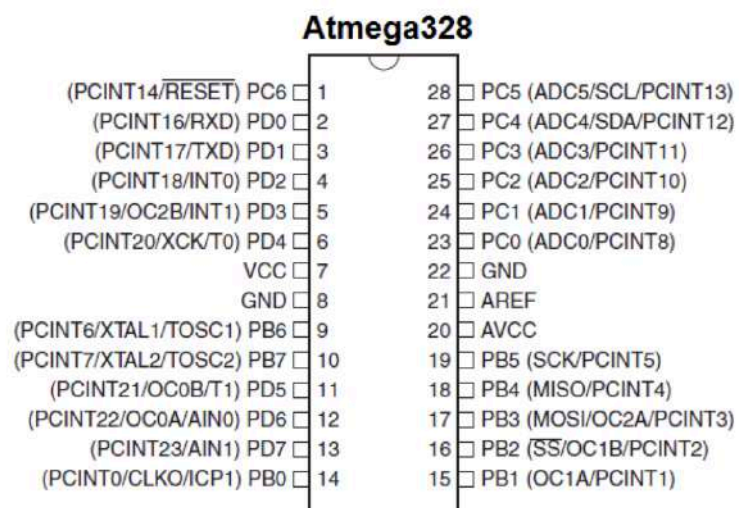 Atmega328
(PCINT14/RESET) PC6 1 28 PC5 (ADC5/SCL/PCINT13)
(PCINT16/RXD) PD0 2 27 PC4 (ADC4/SDA/PCINT12)
(PCINT17/TXD) PD1 3 26 PC3 (ADC3/PCINT11)
(PCINT18/INT0) PD2 4 25 PC2 (ADC2/PCINT10)
(PCINT19/OC2B/INT1) PD3 5 24 PC1 (ADC1/PCINT9)
(PCINT20/XCK/T0) PD4 6 23 PC0 (ADC0/PCINT8)
VCC 7 22 GND
GND 8 21 AREF
(PCINT6/XTAL1/TOSC1) PB6 9 20 AVCC
(PCINT7/XTAL2/TOSC2) PB7 10 19 PB5 (SCK/PCINT5)
(PCINT21/OC0B/T1) PD5 11 18 PB4 (MISO/PCINT4)
(PCINT22/OC0A/AIN0) PD6 12 17 PB3 (MOSI/OC2A/PCINT3)
(PCINT23/AIN1) PD7 13 16 PB2 (SS/OC1B/PCINT2)
(PCINT0/CLKO/ICP1) PB0 14 15 PB1 (OC1A/PCINT1)